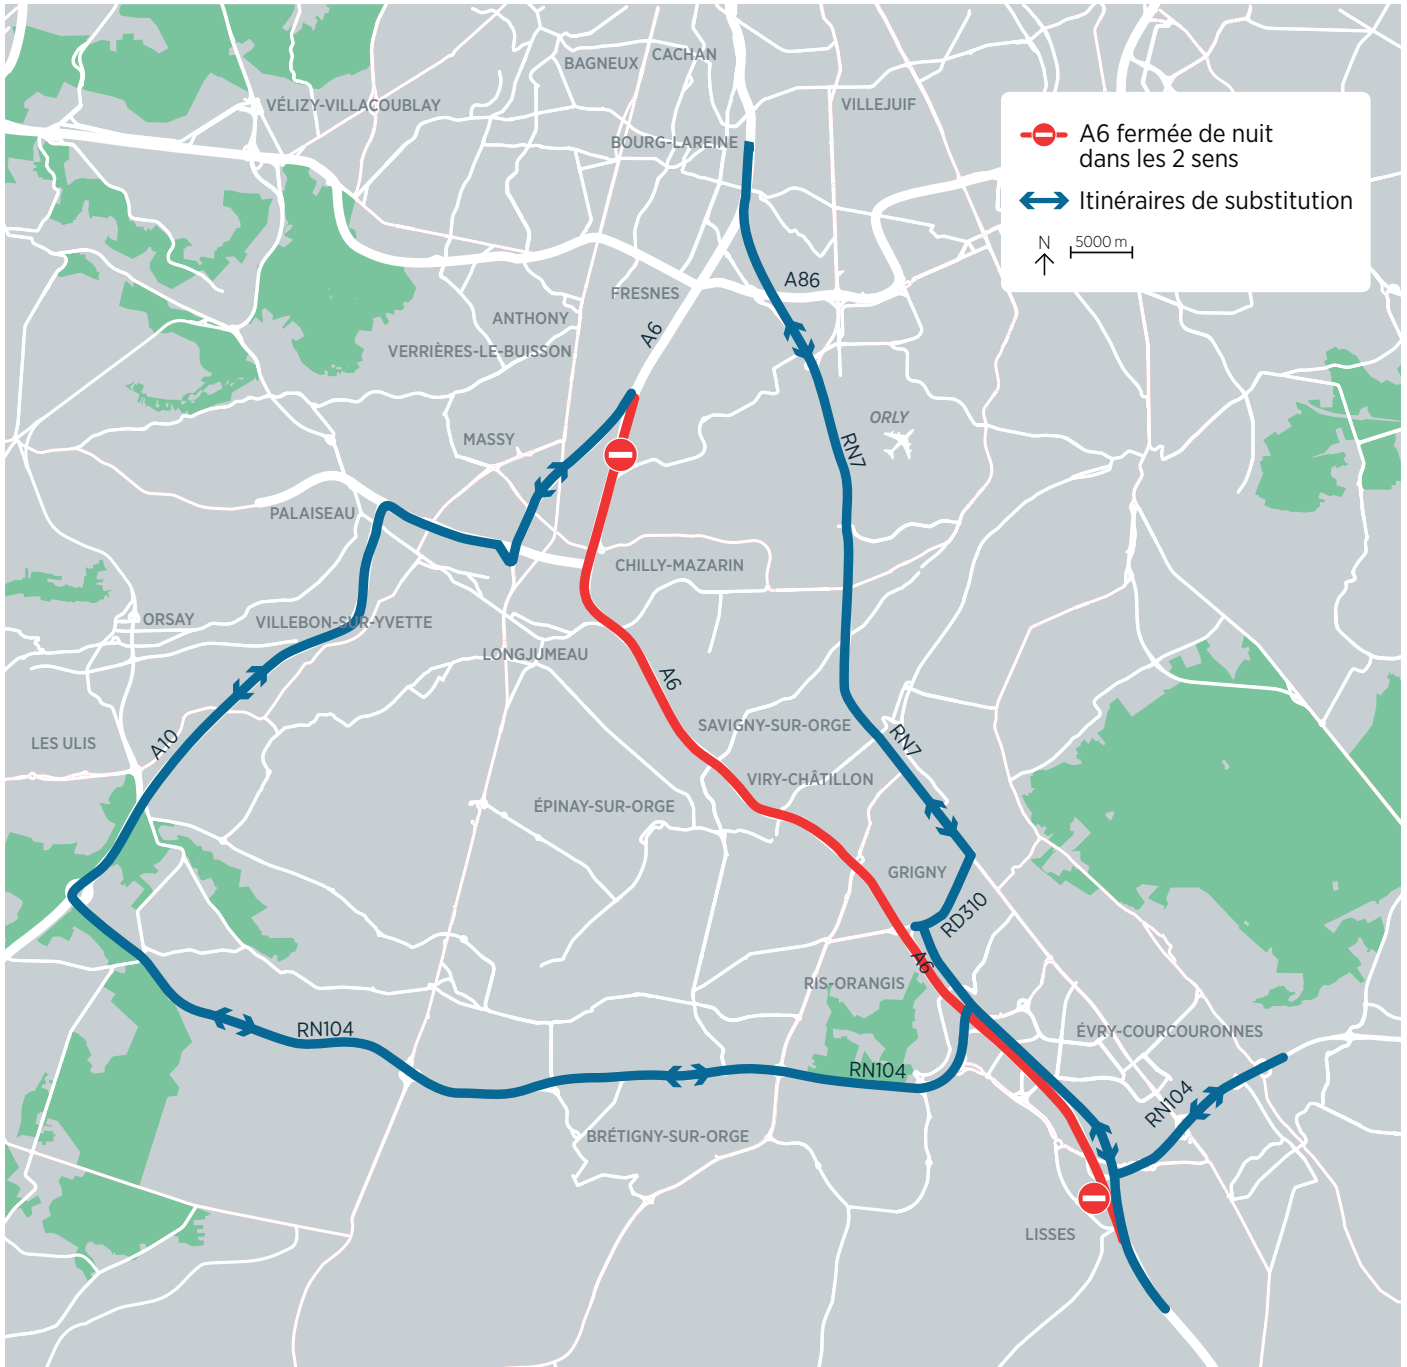 CACHAN
BAGNEUX
VÉLIZY-VILLACOUBLAY
VILLEJUIF
BOURG-LAREINE
A6 fermée de nuit
dans les 2 sens
Itinéraires de substitution
N
5000 m
A86
FRESNES
ANTHONY
A6
VERRIÈRES-LE-BUISSON
ORLY
MASSY
RN7
PALAISEAU
CHILLY-MAZARIN
ORSAY
VILLEBON-SUR-YVETTE
LONGJUMEAU
A6
SAVIGNY-SUR-ORGE
LES ULIS
A10
RN7
VIRY-CHÂTILLON
ÉPINAY-SUR-ORGE
GRIGNY
RD310
A6
RIS-ORANGIS
RN104
ÉVRY-COURCOURONNES
RN104
RN104
BRÉTIGNY-SUR-ORGE
LISSES